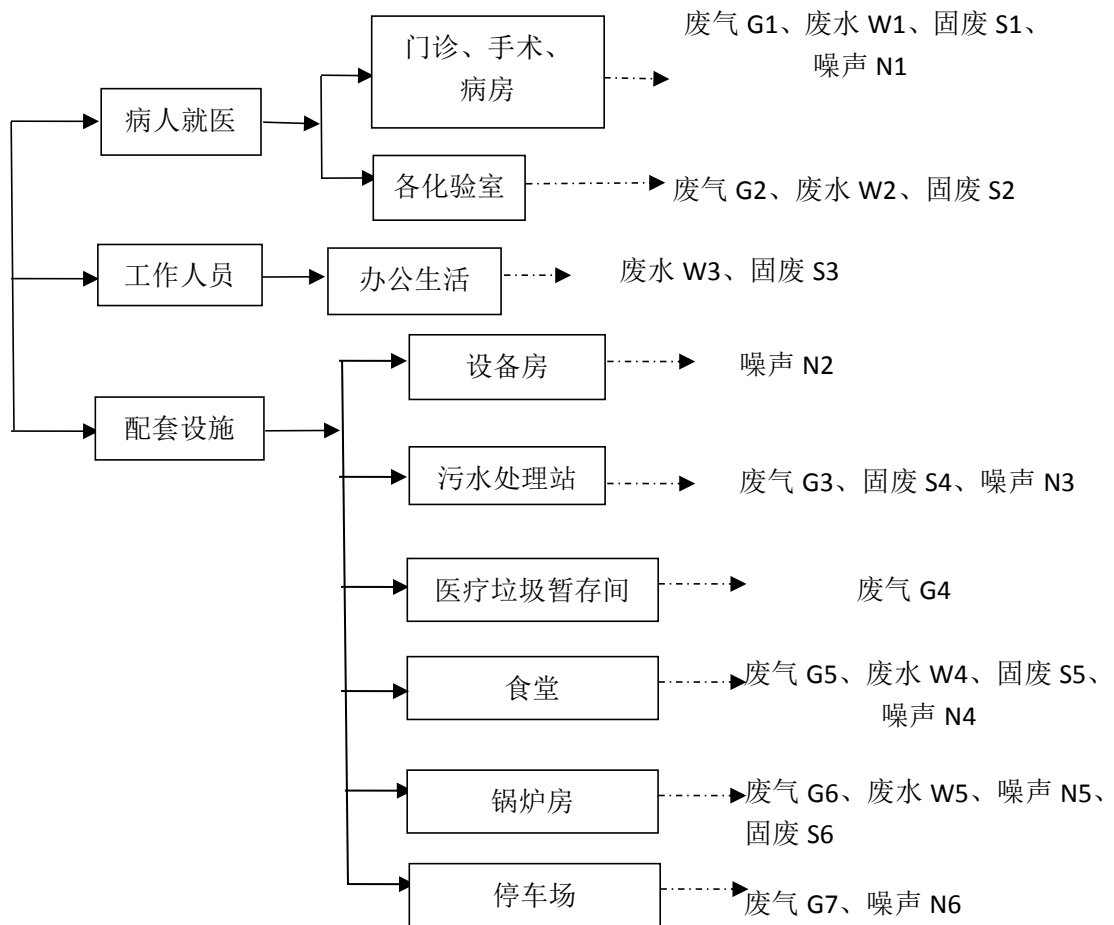 废气 G1、废水 W1、固废 S1、
噪声 N1
门诊、手术、
病房
病人就医
各化验室
废气 G2、废水 W2、固废 S2
工作人员
办公生活
废水 W3、固废 S3
设备房
噪声 N2
配套设施
污水处理站
废气 G3、固废 S4、噪声 N3
医疗垃圾暂存间
废气 G4
食堂
废气 G5、废水 W4、固废 S5、
噪声 N4
锅炉房
废气 G6、废水 W5、噪声 N5、
固废 S6
停车场
废气 G7、噪声 N6